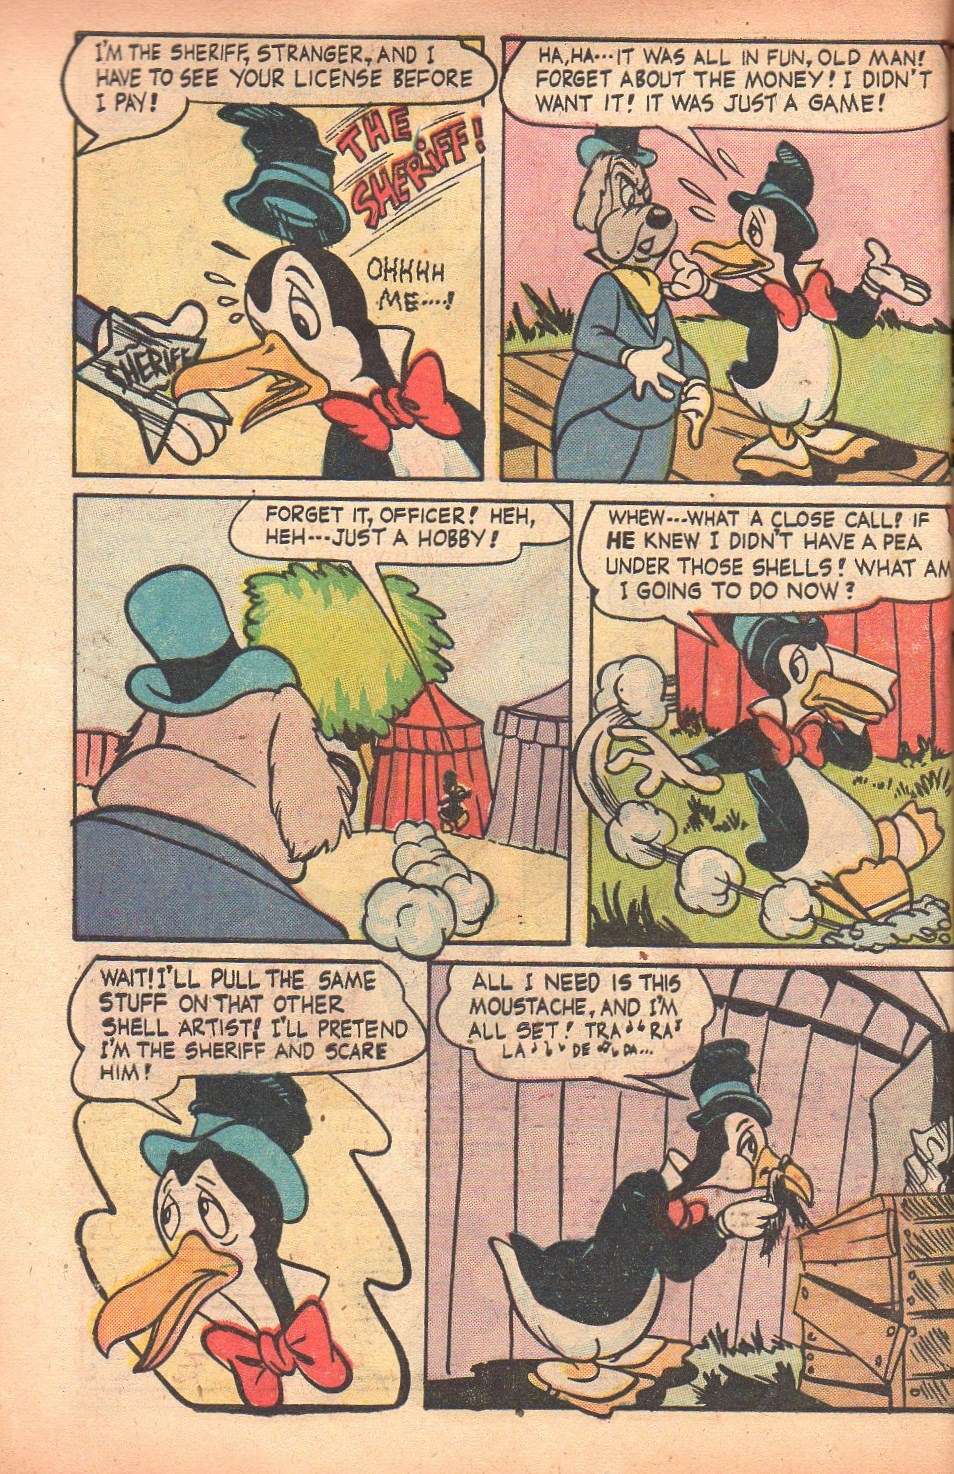 I'M THE SHERIFF, STRANGER, AND I
HAVE TO SEE YOUR LICENSE BEFORE
I PAY!
THE
SHERIFF!
OHHHH
ME----!
SHERIFF
HA, HA---IT WAS ALL IN FUN, OLD MAN!
FORGET ABOUT THE MONEY! I DIDN'T
WANT IT! IT WAS JUST A GAME!
FORGET IT, OFFICER! HEH,
HEH---JUST A HOBBY!
WHEW---WHAT A CLOSE CALL! IF
HE KNEW I DIDN'T HAVE A PEA
UNDER THOSE SHELLS! WHAT AM
I GOING TO DO NOW?
WAIT! I'LL PULL THE SAME
STUFF ON THAT OTHER
SHELL ARTIST! I'LL PRETEND
I'M THE SHERIFF AND SCARE
HIM!
ALL I NEED IS THIS
MOUSTACHE, AND I'M
ALL SET! TRA♪♪RA♪
LA♪♪♪DE♪♪DA...